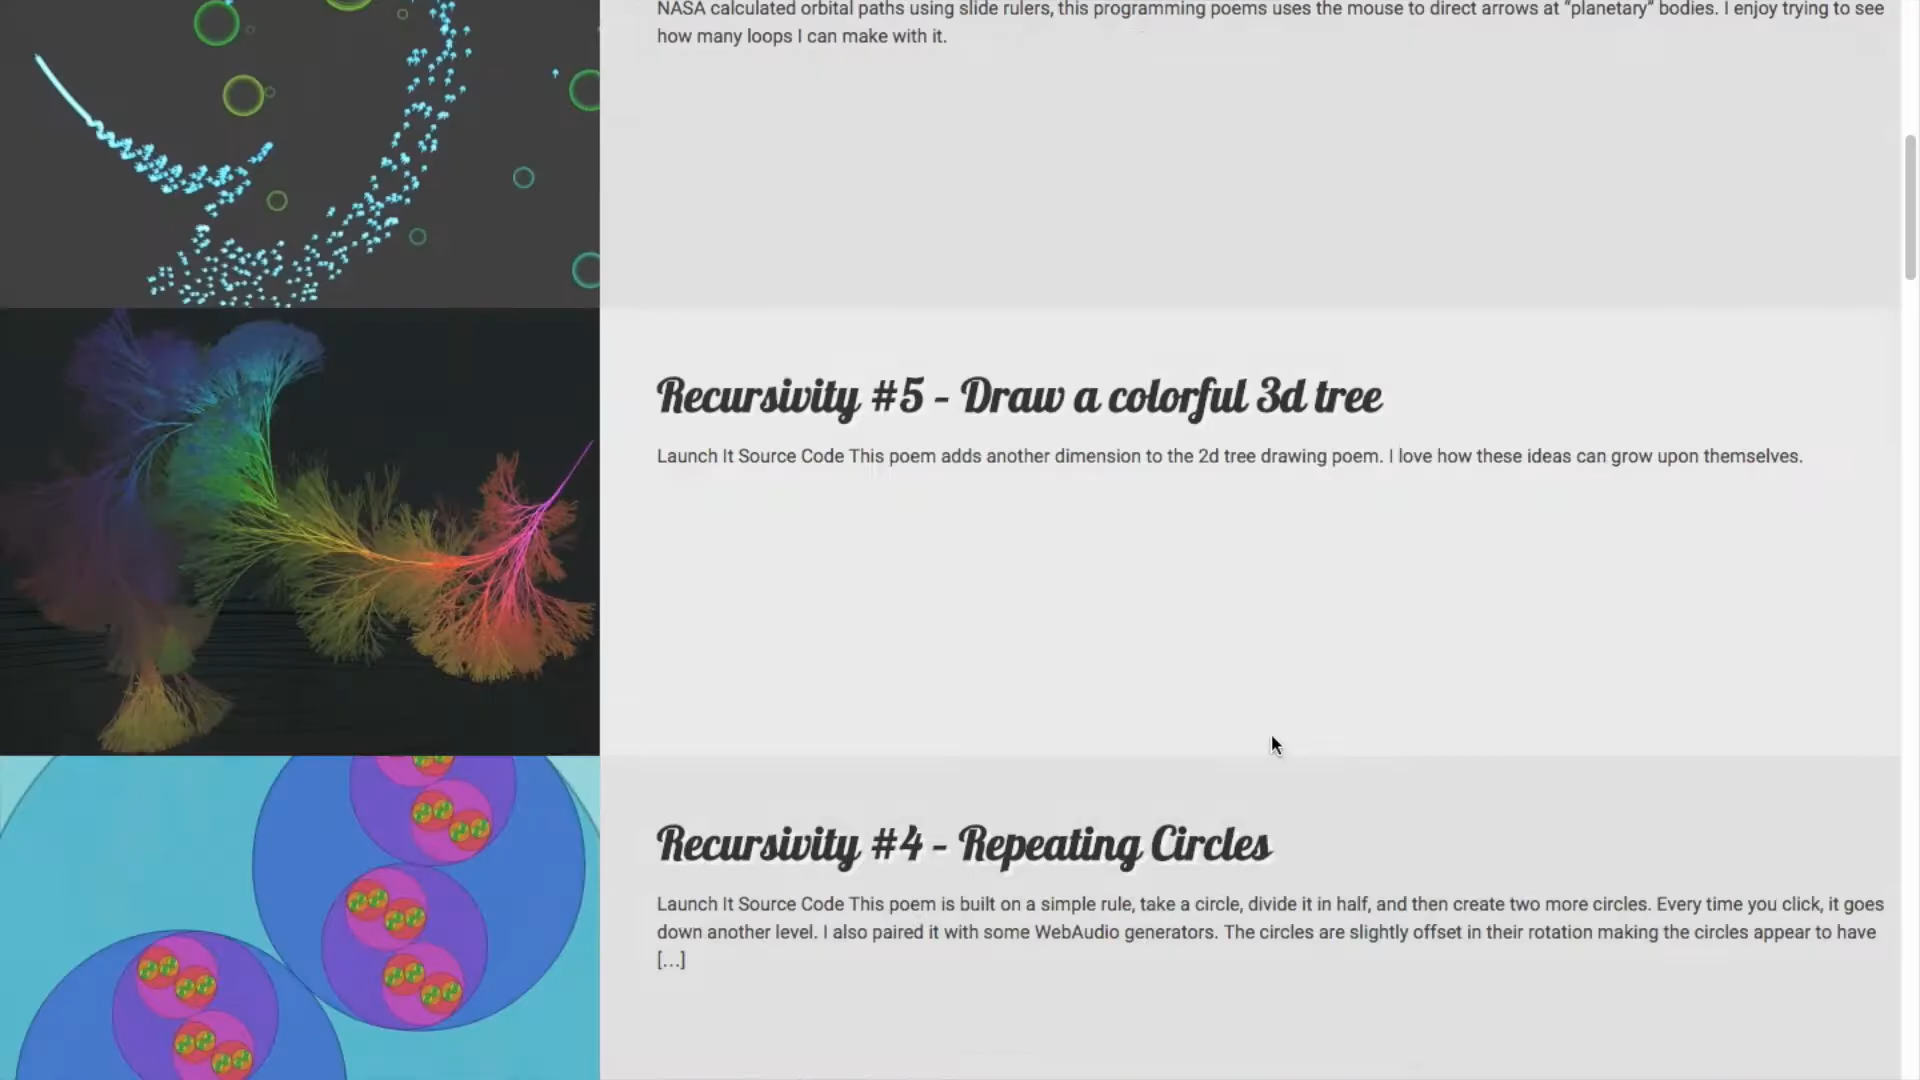 NASA calculated orbital paths using slide rulers, this programming poems uses the mouse to direct arrows at “planetary” bodies. I enjoy trying to see
how many loops I can make with it.
Recursivity #5 – Draw a colorful 3d tree
Launch It Source Code This poem adds another dimension to the 2d tree drawing poem. I love how these ideas can grow upon themselves.
Recursivity #4 – Repeating Circles
Launch It Source Code This poem is built on a simple rule, take a circle, divide it in half, and then create two more circles. Every time you click, it goes
down another level. I also paired it with some WebAudio generators. The circles are slightly offset in their rotation making the circles appear to have
[…]